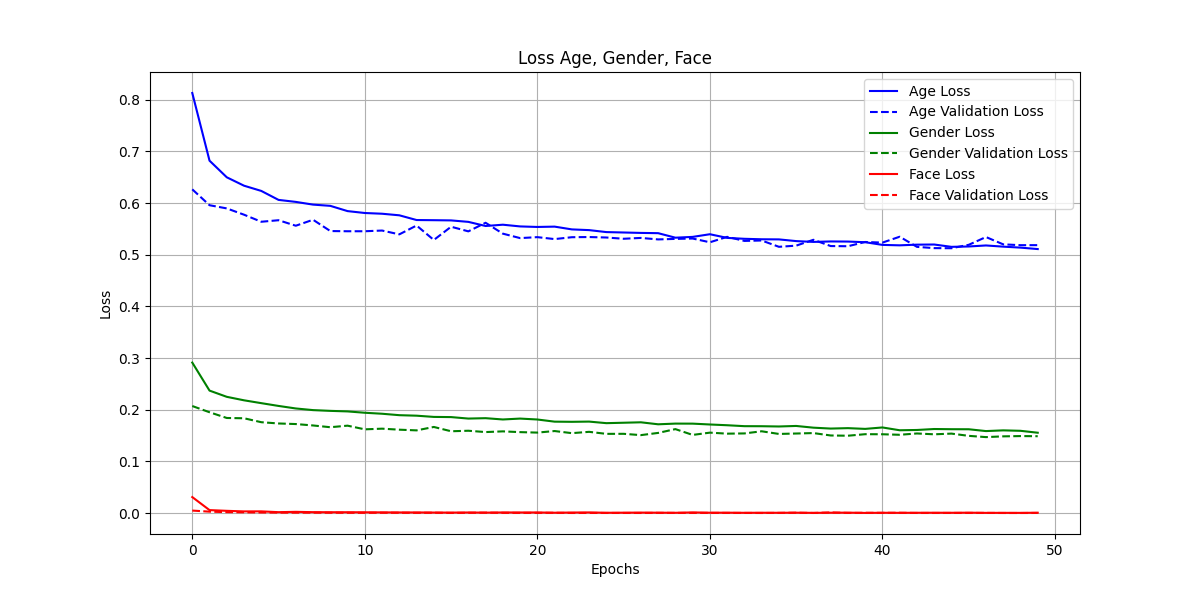 Loss Age, Gender, Face
Loss
0.8
0.7
0.6
0.5
0.4
0.3
0.2
0.1
0.0
Age Loss
Age Validation Loss
Gender Loss
Gender Validation Loss
Face Loss
Face Validation Loss
0 10 20 30 40 50
Epochs